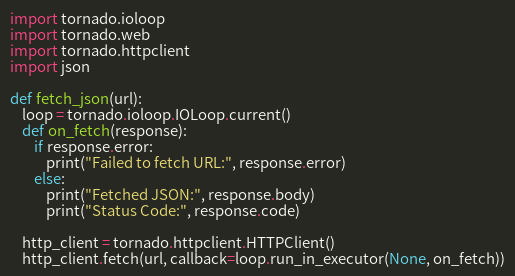 import tornado.ioloop
import tornado.web
import tornado.httpclient
import json

def fetch_json(url):
    loop = tornado.ioloop.IOLoop.current()
    def on_fetch(response):
        if response.error:
            print("Failed to fetch URL:", response.error)
        else:
            print("Fetched JSON:", response.body)
            print("Status Code:", response.code)

    http_client = tornado.httpclient.HTTPClient()
    http_client.fetch(url, callback=loop.run_in_executor(None, on_fetch))